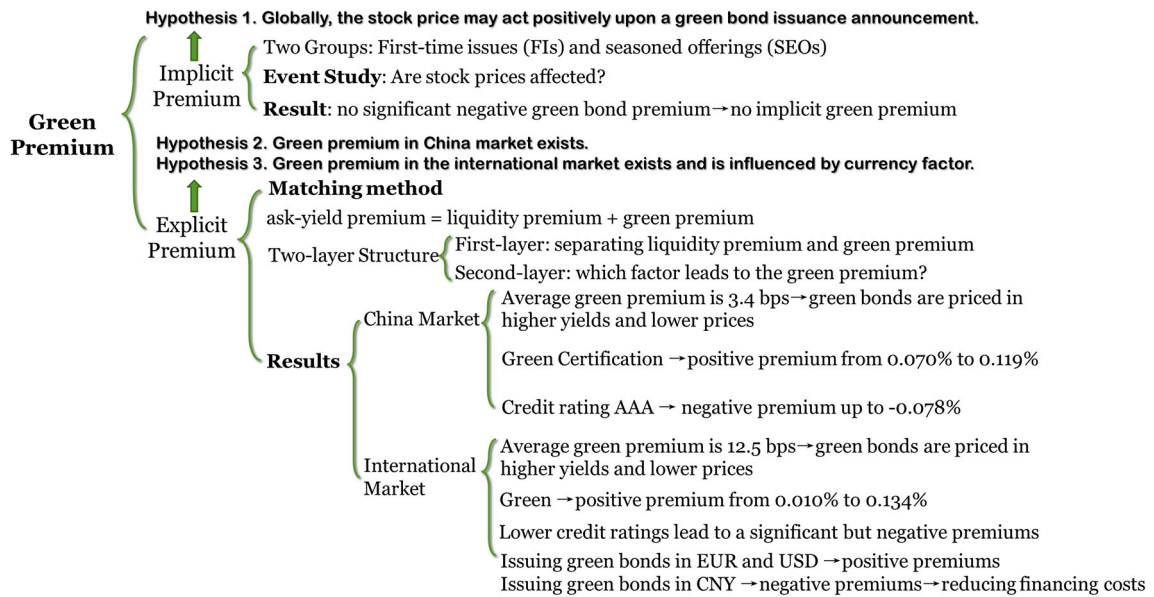 Hypothesis 1. Globally, the stock price may act positively upon a green bond issuance announcement.
Two Groups: First-time issues (FIs) and seasoned offerings (SEOs)
Implicit
Premium
Event Study: Are stock prices affected?
Result: no significant negative green bond premium→no implicit green premium
Green
Premium
Hypothesis 2. Green premium in China market exists.
Hypothesis 3. Green premium in the international market exists and is influenced by currency factor.
Explicit
Premium
Matching method
ask-yield premium = liquidity premium + green premium
Two-layer Structure
First-layer: separating liquidity premium and green premium
Second-layer: which factor leads to the green premium?
Results
China Market
Average green premium is 3.4 bps→green bonds are priced in
higher yields and lower prices
Green Certification →positive premium from 0.070% to 0.119%
Credit rating AAA → negative premium up to -0.078%
International
Market
Average green premium is 12.5 bps→green bonds are priced in
higher yields and lower prices
Green →positive premium from 0.010% to 0.134%
Lower credit ratings lead to a significant but negative premiums
Issuing green bonds in EUR and USD →positive premiums
Issuing green bonds in CNY →negative premiums→reducing financing costs